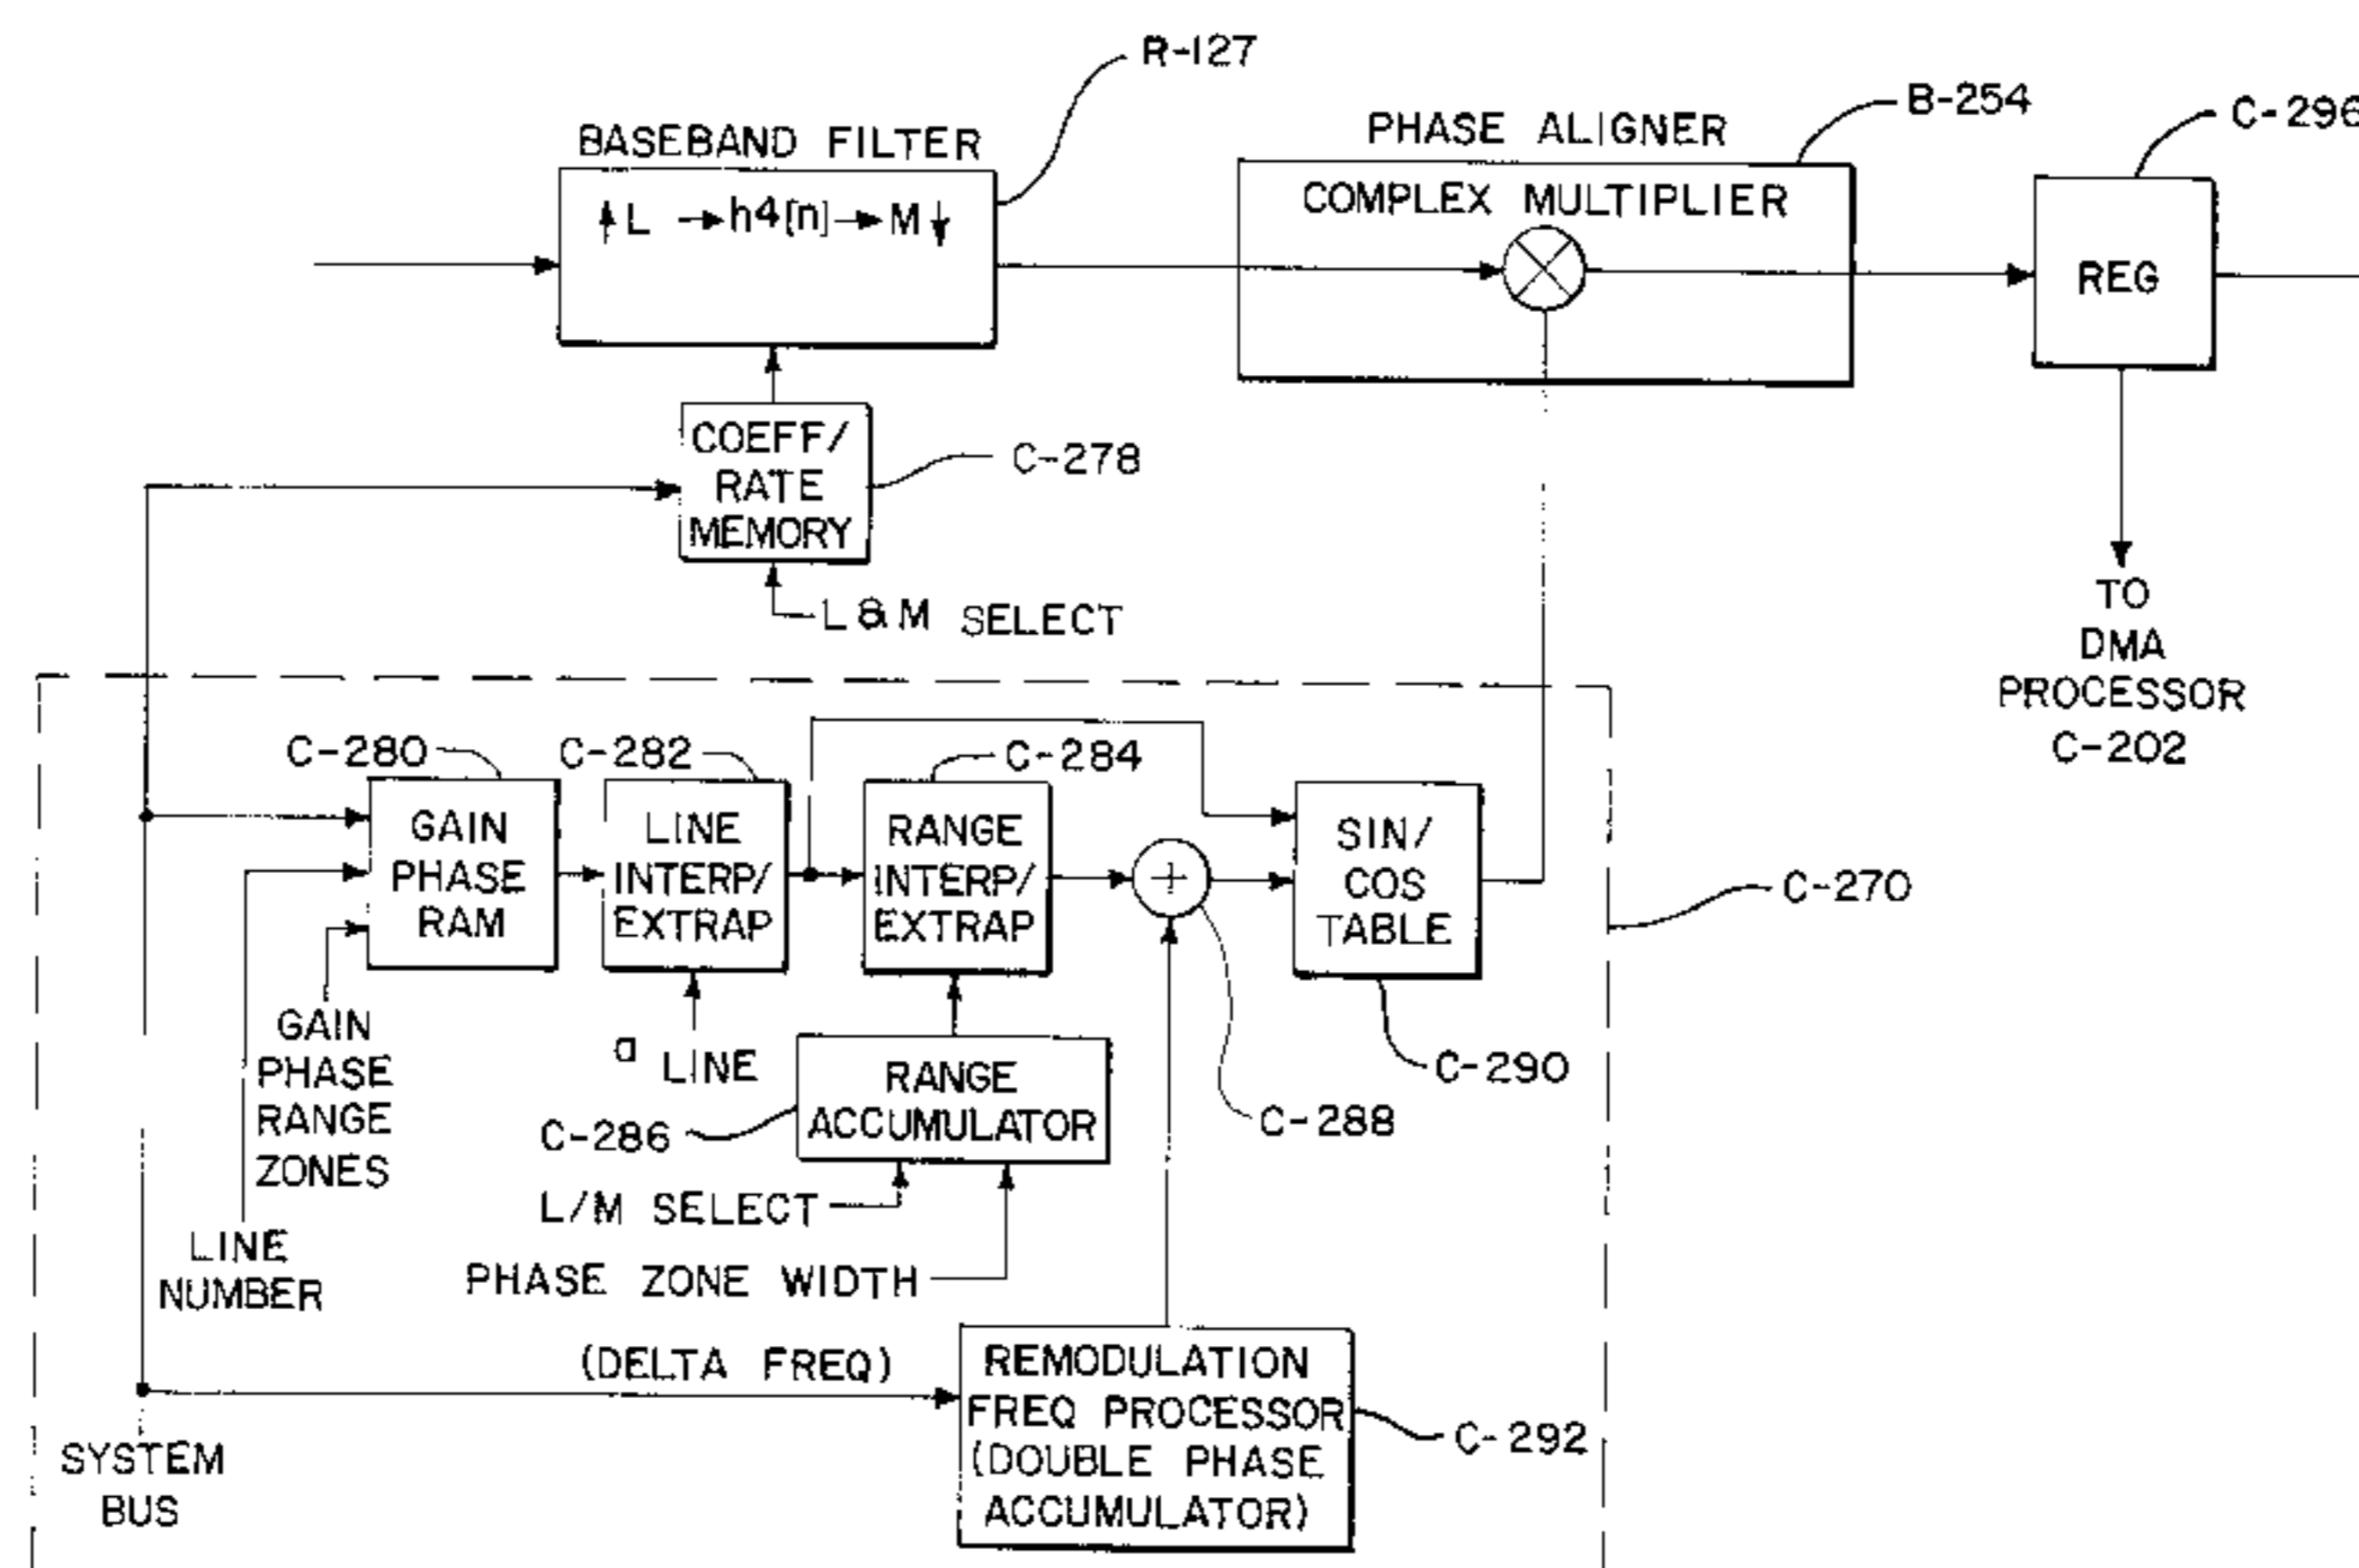 R-127
B-254
C-296
BASEBAND FILTER
PHASE ALIGNER
↑L → h4[n] → M↓
COMPLEX MULTIPLIER
REG
COEFF/
RATE
MEMORY
C-278
L & M SELECT
TO
DMA
PROCESSOR
C-202
C-280
C-282
C-284
GAIN
PHASE
RAM
LINE
INTERP/
EXTRAP
RANGE
INTERP/
EXTRAP
+
SIN/
COS
TABLE
C-270
GAIN
PHASE
RANGE
ZONES
a LINE
RANGE
ACCUMULATOR
C-286
C-290
C-288
L/M SELECT
PHASE ZONE WIDTH
LINE
NUMBER
(DELTA FREQ)
REMODULATION
FREQ PROCESSOR
(DOUBLE PHASE
ACCUMULATOR)
C-292
SYSTEM
BUS